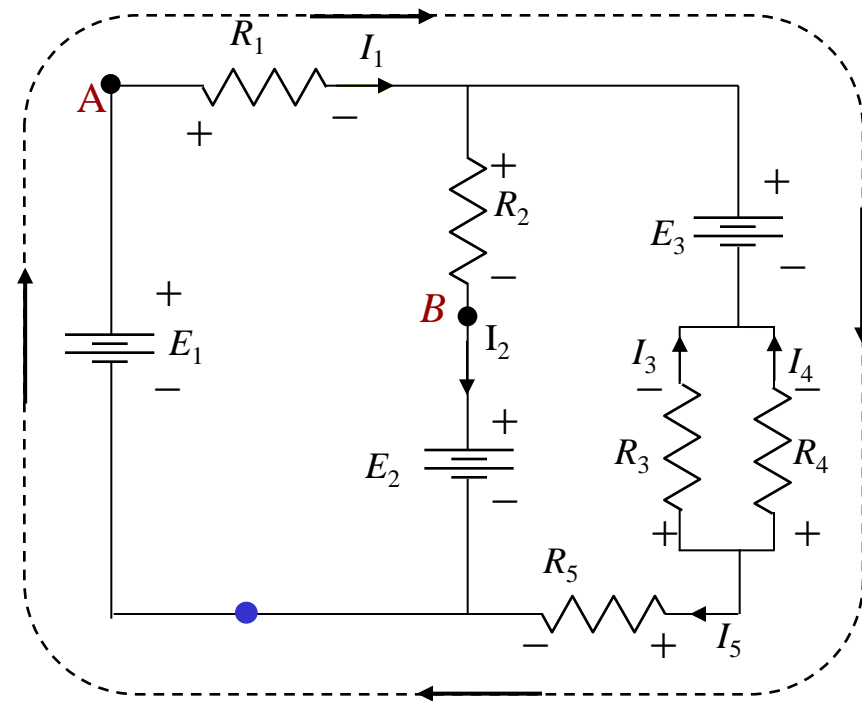 R₁
I₁
A
+
−
+
R₂
+
E₃
−
−
+
B
I₂
E₁
−
I₃
I₄
−
−
+
E₂
R₃
R₄
−
+
+
R₅
−
+
I₅